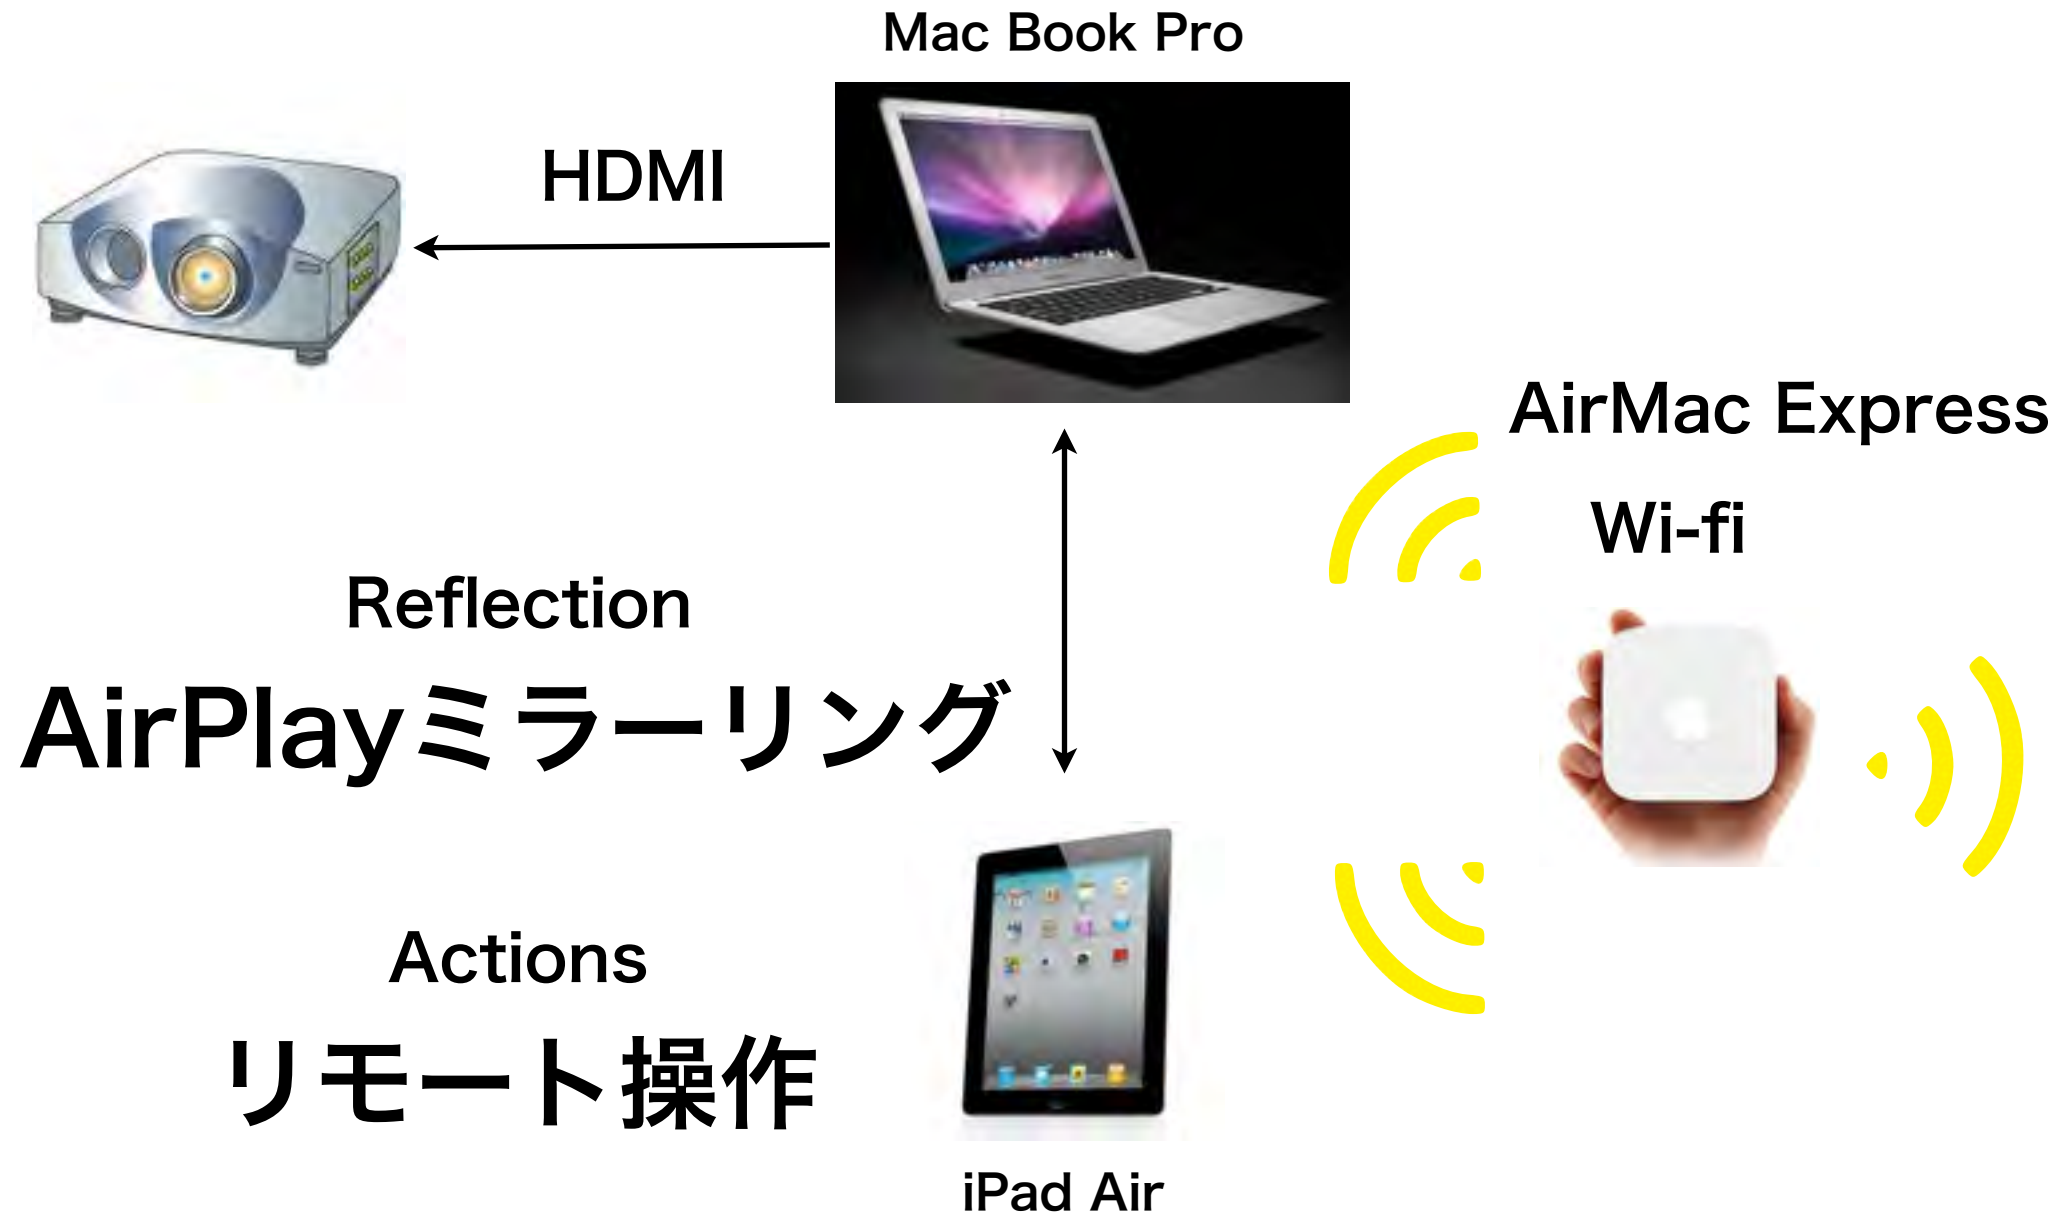 Mac Book Pro
HDMI
AirMac Express
Wi-fi
Reflection
AirPlayミラーリング
Actions
リモート操作
iPad Air